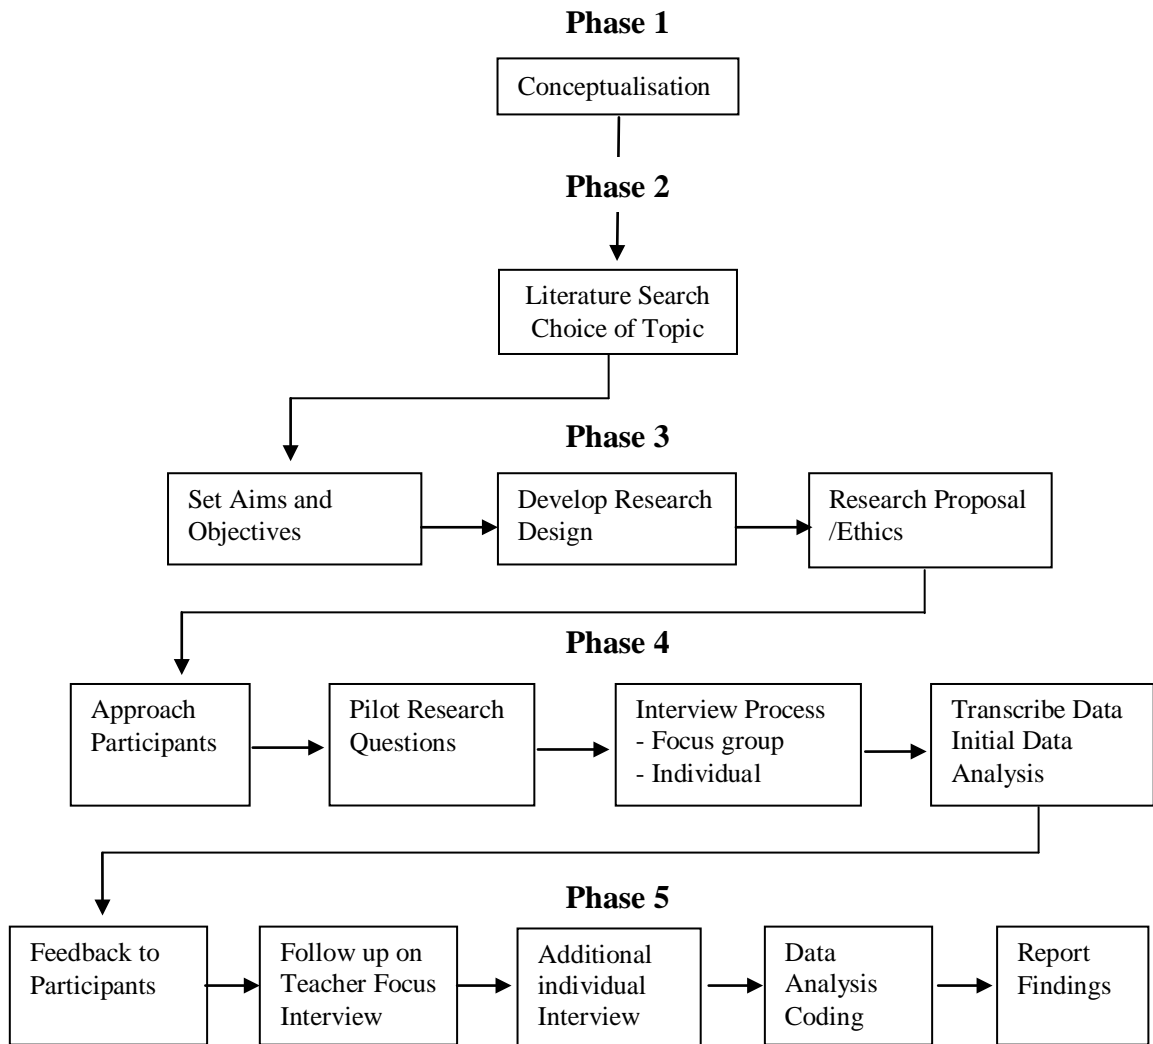 Phase 1
Conceptualisation
Phase 2
Literature Search
Choice of Topic
Phase 3
Set Aims and
Objectives
Develop Research
Design
Research Proposal
/Ethics
Phase 4
Approach
Participants
Pilot Research
Questions
Interview Process
- Focus group
- Individual
Transcribe Data
Initial Data
Analysis
Phase 5
Feedback to
Participants
Follow up on
Teacher Focus
Interview
Additional
individual
Interview
Data
Analysis
Coding
Report
Findings